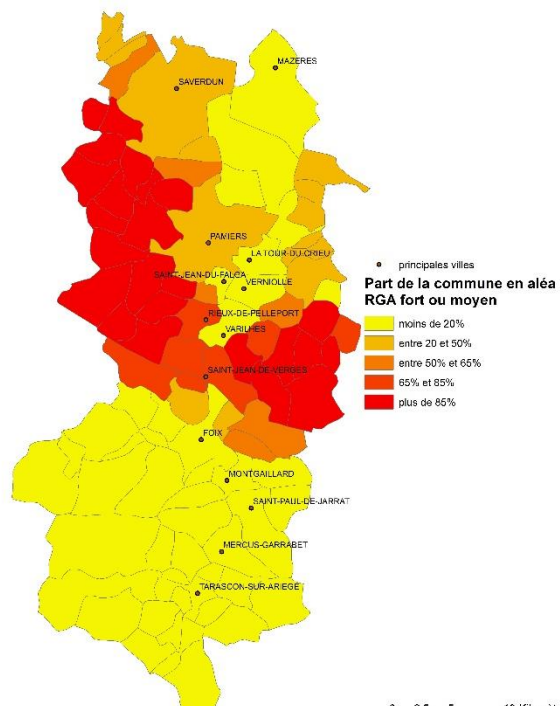 MAZERES
SAVERDUN
PAMIERS
LA TOUR-DU-CRIEU
SAINT-JEAN-DU-FALGA
VERNIOLLE
RIEUX-DE-PELLEPORT
VARILHES
SAINT-JEAN-DE-VERGES
FOIX
MONTGAILLARD
SAINT-PAUL-DE-JARRAT
MERCUS-GARRABET
TARASCON-SUR-ARIEGE
principales villes
Part de la commune en aléa
RGA fort ou moyen
moins de 20%
entre 20 et 50%
entre 50% et 65%
65% et 85%
plus de 85%